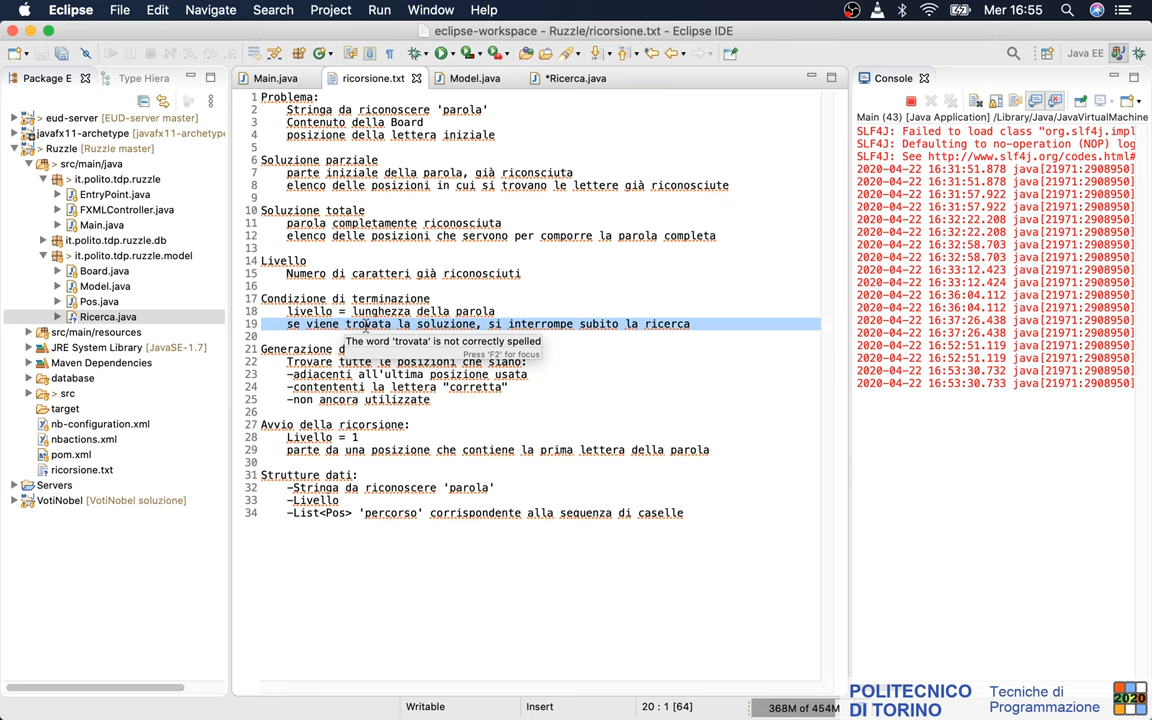 Eclipse File Edit Navigate Search Project Run Window Help Mer 16:55
eclipse-workspace - Ruzzle/ricorsione.txt - Eclipse IDE
Java EE
Package E Type Hiera
> eud-server [EUD-server master]
javafx11-archetype [javafx11-archetype
> Ruzzle [Ruzzle master]
> src/main/java
> it.polito.tdp.ruzzle
EntryPoint.java
FXMLController.java
Main.java
it.polito.tdp.ruzzle.db
> it.polito.tdp.ruzzle.model
Board.java
Model.java
Pos.java
Ricerca.java
src/main/resources
JRE System Library [JavaSE-1.7]
Maven Dependencies
database
> src
target
nb-configuration.xml
nbactions.xml
pom.xml
ricorsione.txt
Servers
VotiNobel [VotiNobel soluzione]
Main.java ricorsione.txt Model.java *Ricerca.java
1 Problema:
2 Stringa da riconoscere 'parola'
3 Contenuto della Board
4 posizione della lettera iniziale
5
6 Soluzione parziale
7 parte iniziale della parola, già riconsciuta
8 elenco delle posizioni in cui si trovano le lettere già riconosciute
9
10 Soluzione totale
11 parola completamente riconosciuta
12 elenco delle posizioni che servono per comporre la parola completa
13
14 Livello
15 Numero di caratteri già riconosciuti
16
17 Condizione di terminazione
18 livello = lunghezza della parola
19 se viene trovata la soluzione, si interrompe subito la ricerca
20
The word 'trovata' is not correctly spelled
Press 'F2' for focus
21 Generazione d
22 Trovare tutte le posizioni che siano:
23 -adiacenti all'ultima posizione usata
24 -contententi la lettera "corretta"
25 -non ancora utilizzate
26
27 Avvio della ricorsione:
28 Livello = 1
29 parte da una posizione che contiene la prima lettera della parola
30
31 Strutture dati:
32 -Stringa da riconoscere 'parola'
33 -Livello
34 -List<Pos> 'percorso' corrispondente alla sequenza di caselle
Console
Main (43) [Java Application] /Library/Java/JavaVirtualMachine
SLF4J: Failed to load class "org.slf4j.impl
SLF4J: Defaulting to no-operation (NOP) log
SLF4J: See http://www.slf4j.org/codes.html#
2020-04-22 16:31:51.878 java[21971:2908950]
2020-04-22 16:31:51.878 java[21971:2908950]
2020-04-22 16:31:57.922 java[21971:2908950]
2020-04-22 16:31:57.922 java[21971:2908950]
2020-04-22 16:32:22.208 java[21971:2908950]
2020-04-22 16:32:22.208 java[21971:2908950]
2020-04-22 16:32:58.703 java[21971:2908950]
2020-04-22 16:32:58.703 java[21971:2908950]
2020-04-22 16:33:12.423 java[21971:2908950]
2020-04-22 16:33:12.424 java[21971:2908950]
2020-04-22 16:36:04.112 java[21971:2908950]
2020-04-22 16:36:04.112 java[21971:2908950]
2020-04-22 16:37:26.438 java[21971:2908950]
2020-04-22 16:37:26.438 java[21971:2908950]
2020-04-22 16:52:51.119 java[21971:2908950]
2020-04-22 16:52:51.119 java[21971:2908950]
2020-04-22 16:53:30.732 java[21971:2908950]
2020-04-22 16:53:30.733 java[21971:2908950]
Writable Insert 20 : 1 [64] 368M of 454M
POLITECNICO DI TORINO
Tecniche di Programmazione
2020